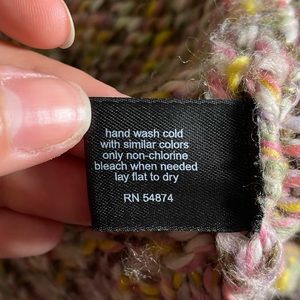 hand wash cold
with similar colors
only non-chlorine
bleach when needed
lay flat to dry
RN 54874